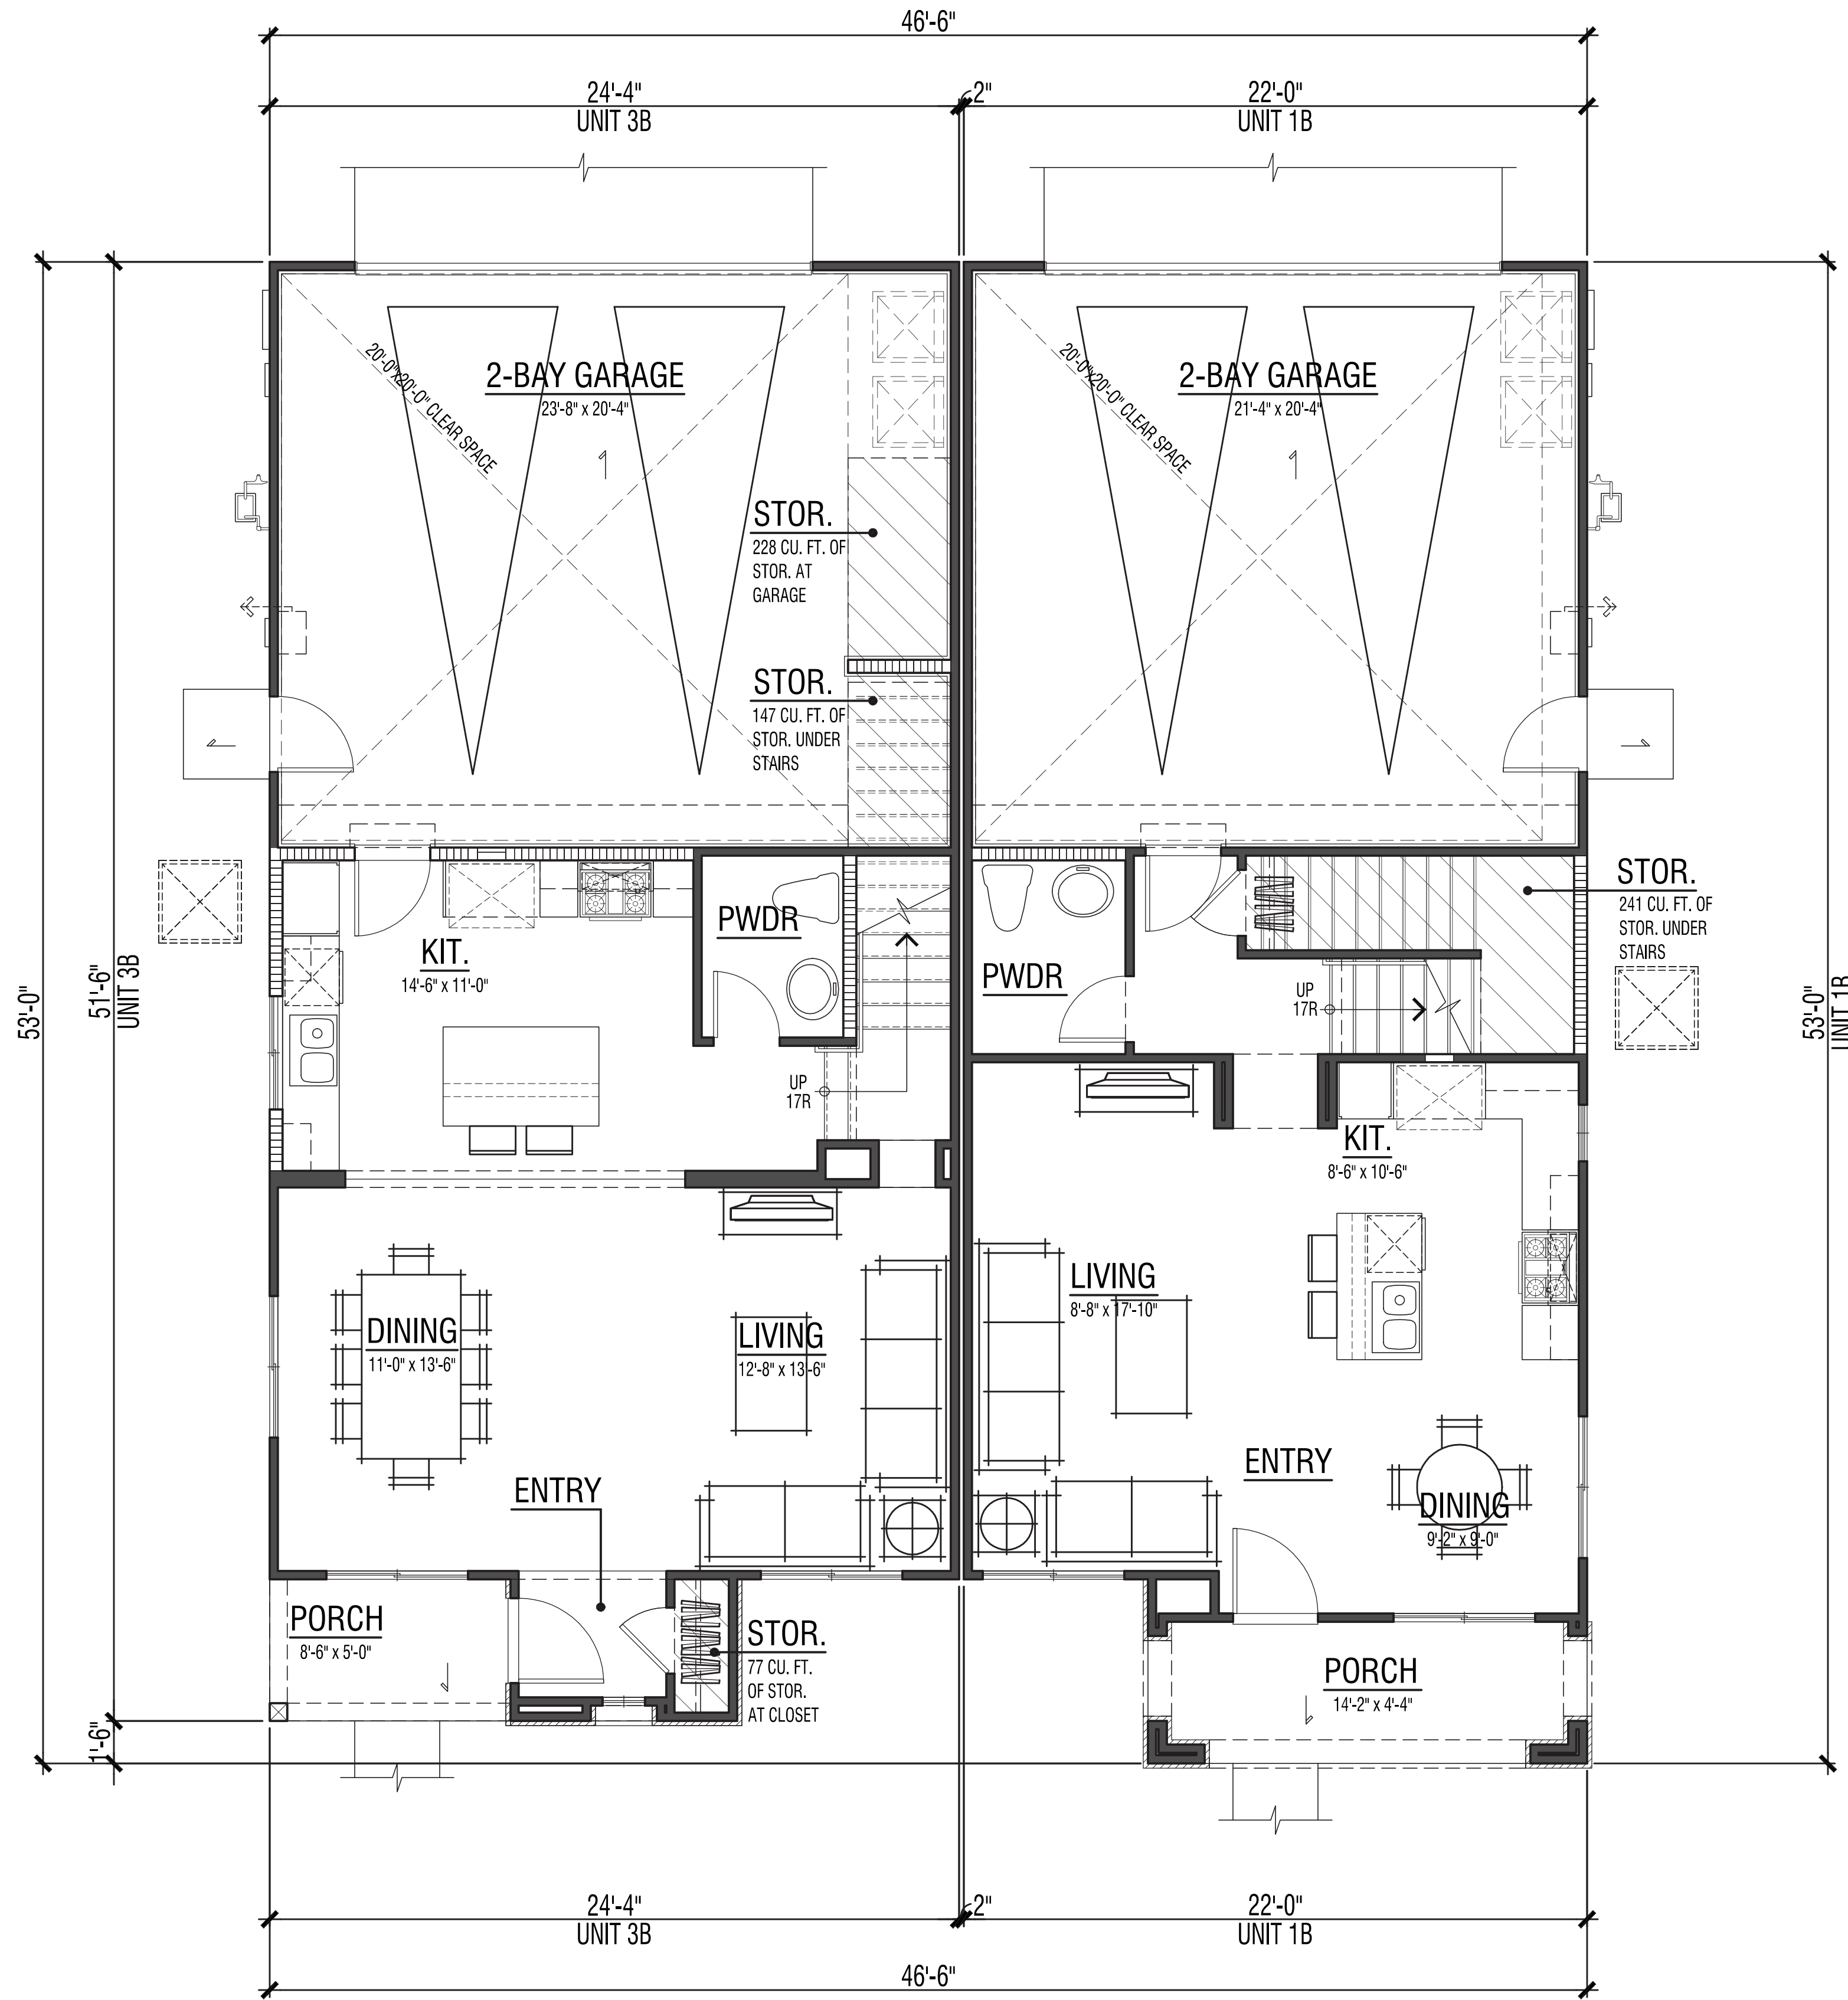 46'-6"
24'-4"
UNIT 3B
2"
22'-0"
UNIT 1B
20'-0"x20'-0" CLEAR SPACE
2-BAY GARAGE
23'-8" x 20'-4"
20'-0"x20'-0" CLEAR SPACE
2-BAY GARAGE
21'-4" x 20'-4"
STOR.
228 CU. FT. OF
STOR. AT
GARAGE
STOR.
147 CU. FT. OF
STOR. UNDER
STAIRS
53'-0"
51'-6"
UNIT 3B
KIT.
14'-6" x 11'-0"
PWDR
UP
17R
PWDR
UP
17R
STOR.
241 CU. FT. OF
STOR. UNDER
STAIRS
53'-0"
UNIT 1B
KIT.
8'-6" x 10'-6"
DINING
11'-0" x 13'-6"
LIVING
12'-8" x 13'-6"
LIVING
8'-8" x 17'-10"
ENTRY
ENTRY
DINING
9'-2" x 9'-0"
PORCH
8'-6" x 5'-0"
STOR.
77 CU. FT.
OF STOR.
AT CLOSET
PORCH
14'-2" x 4'-4"
1'-6"
24'-4"
UNIT 3B
2"
22'-0"
UNIT 1B
46'-6"